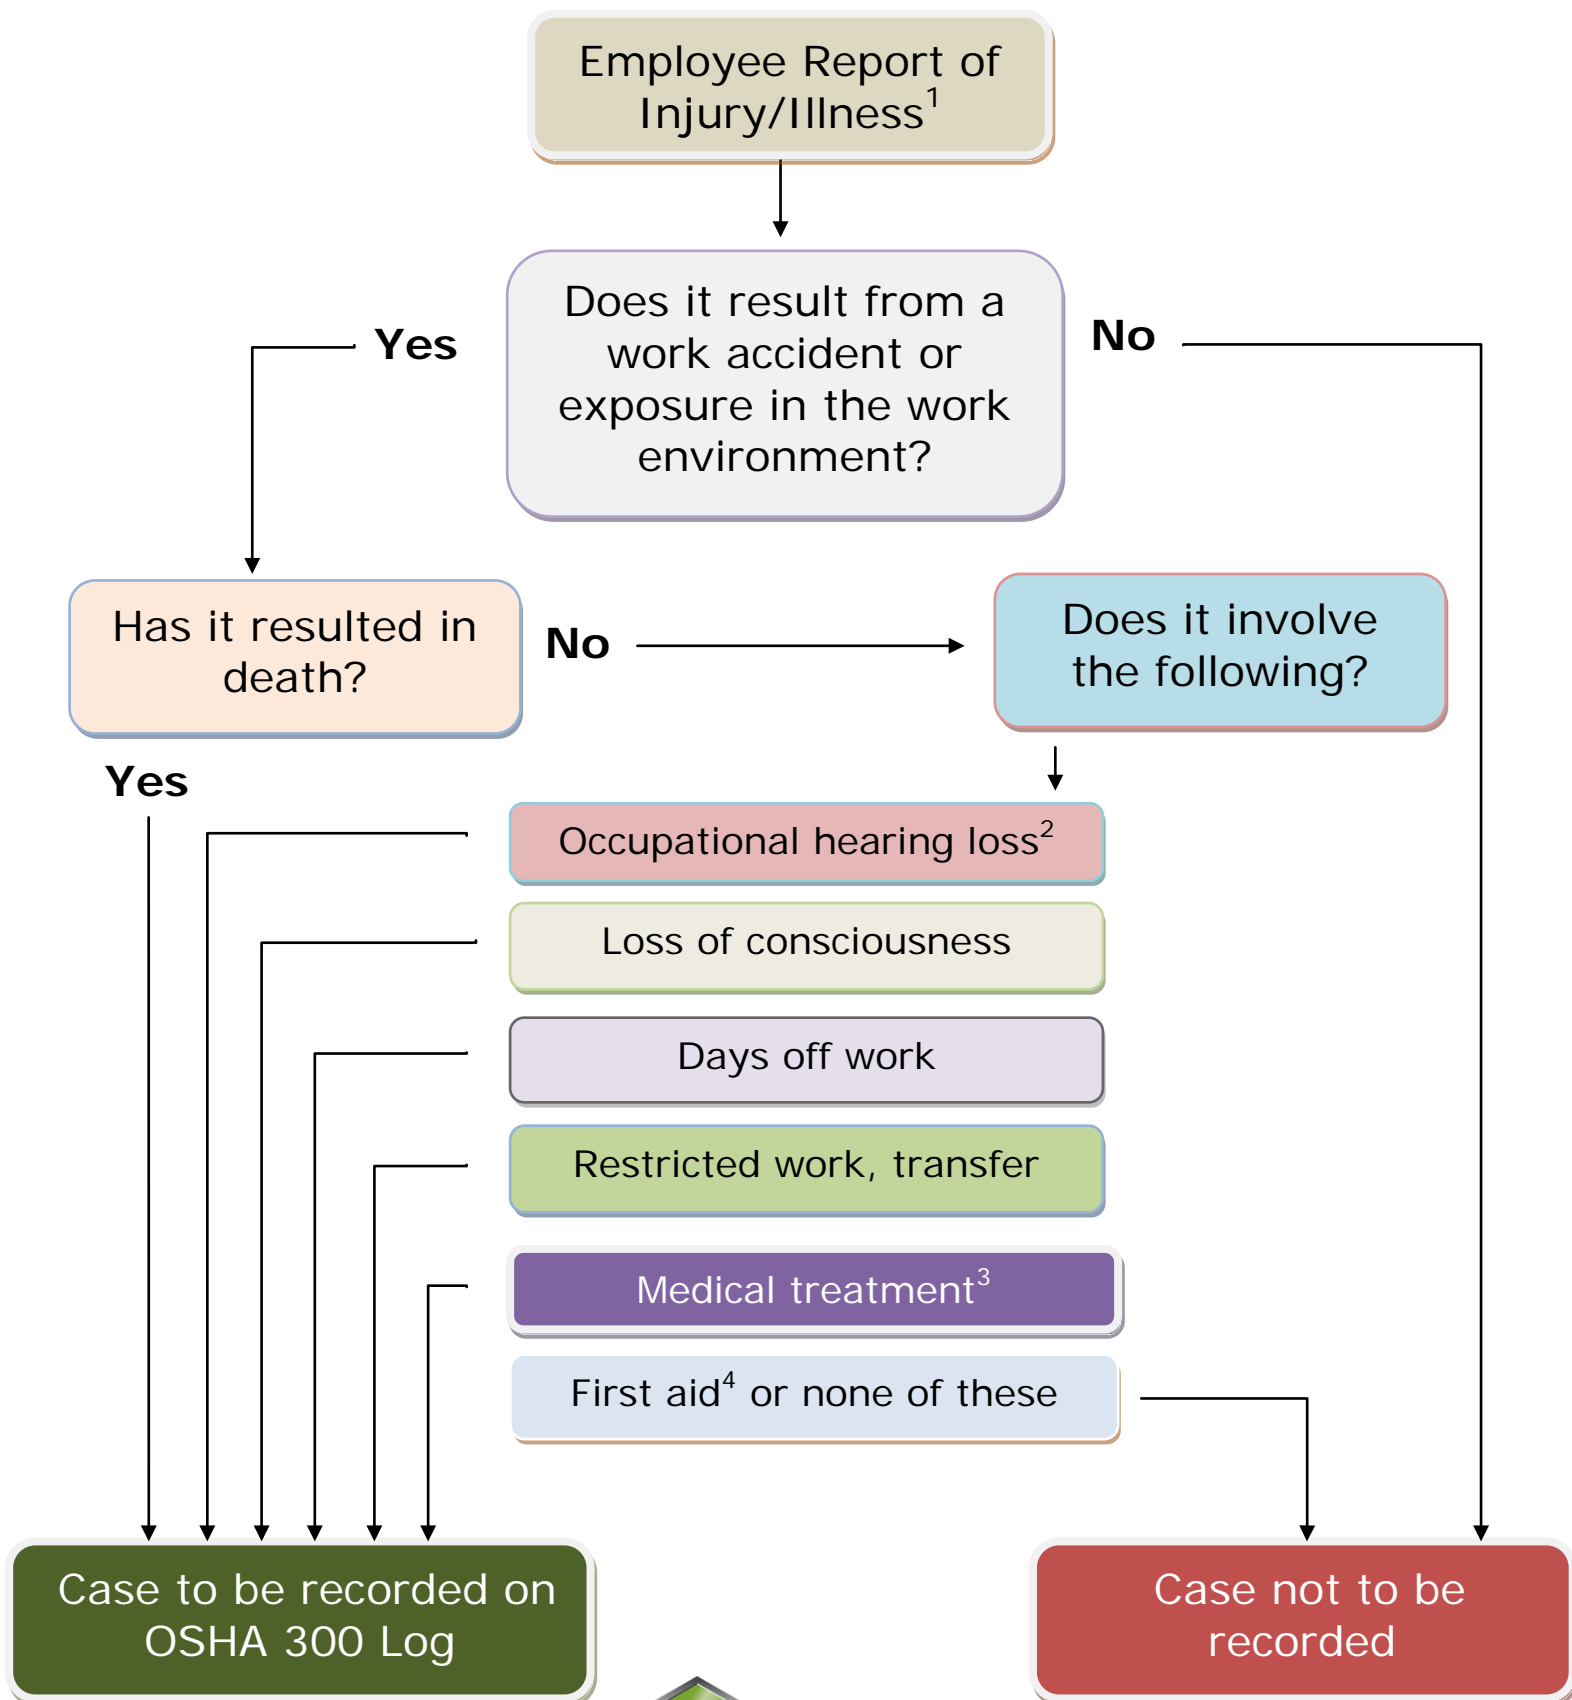 Employee Report of
Injury/Illness¹
Does it result from a
work accident or
exposure in the work
environment?
Yes
No
Has it resulted in
death?
No
Does it involve
the following?
Yes
Occupational hearing loss²
Loss of consciousness
Days off work
Restricted work, transfer
Medical treatment³
First aid⁴ or none of these
Case to be recorded on
OSHA 300 Log
Case not to be
recorded